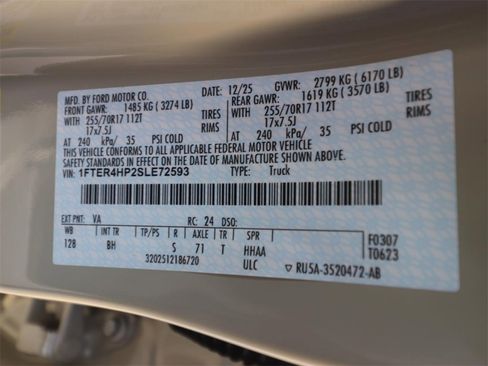 MFD. BY FORD MOTOR CO. DATE: 12/25 GVWR: 2799 KG ( 6170 LB)
FRONT GAWR: 1485 KG ( 3274 LB) REAR GAWR: 1619 KG ( 3570 LB)
255/70R17 112T TIRES 255/70R17 112T TIRES
17x7.5J RIMS 17x7.5J RIMS
AT 240 kPa/ 35 PSI COLD AT 240 kPa/ 35 PSI COLD
THIS VEHICLE CONFORMS TO ALL APPLICABLE FEDERAL MOTOR VEHICLE
SAFETY STANDARDS IN EFFECT ON THE DATE OF MANUFACTURE SHOWN ABOVE.
VIN: 1FTER4HP2SLE72593 TYPE: Truck
EXT PNT: VA RC: 24 DSO:
WB INT TR TP/PS R AXLE TR SPR
128 BH S 71 T HHAA
F0307
T0623
3202512186720 ULC
RU5A-3520472-AB